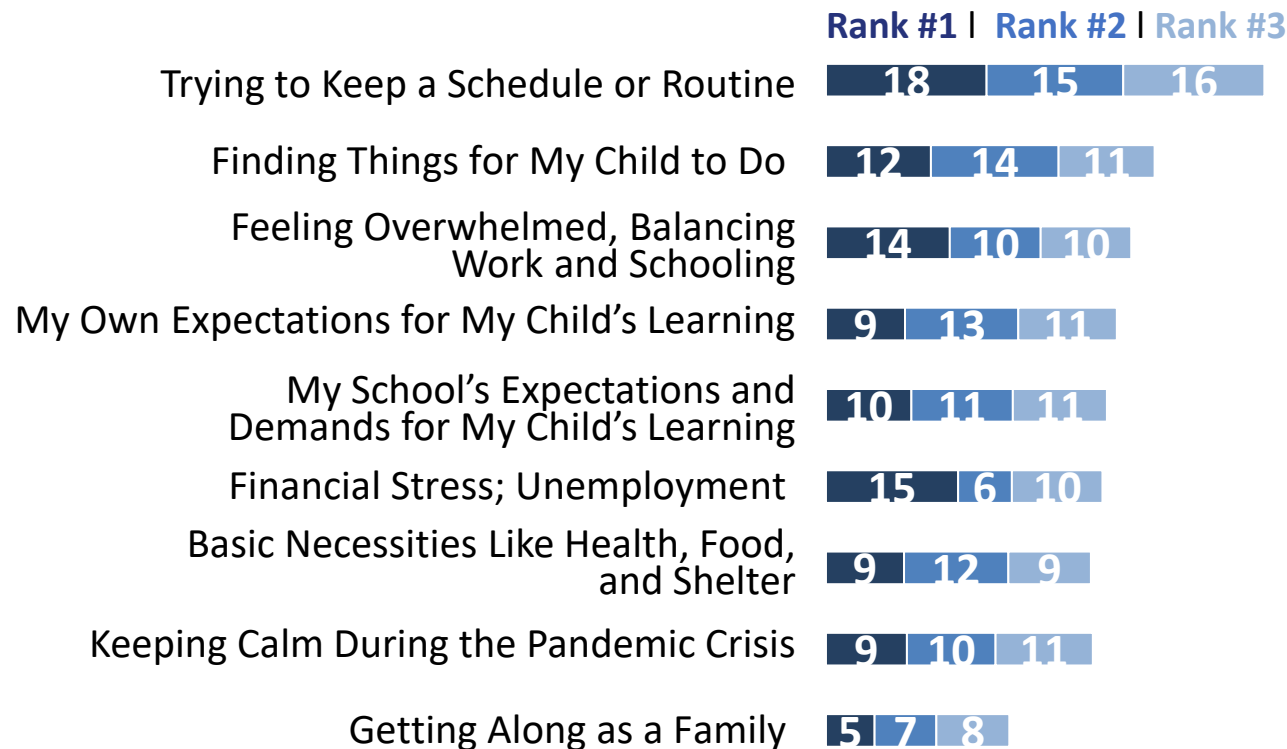 Rank #1 | Rank #2 | Rank #3
Trying to Keep a Schedule or Routine 18 15 16
Finding Things for My Child to Do 12 14 11
Feeling Overwhelmed, Balancing
Work and Schooling 14 10 10
My Own Expectations for My Child’s Learning 9 13 11
My School’s Expectations and
Demands for My Child’s Learning 10 11 11
Financial Stress; Unemployment 15 6 10
Basic Necessities Like Health, Food,
and Shelter 9 12 9
Keeping Calm During the Pandemic Crisis 9 10 11
Getting Along as a Family 5 7 8